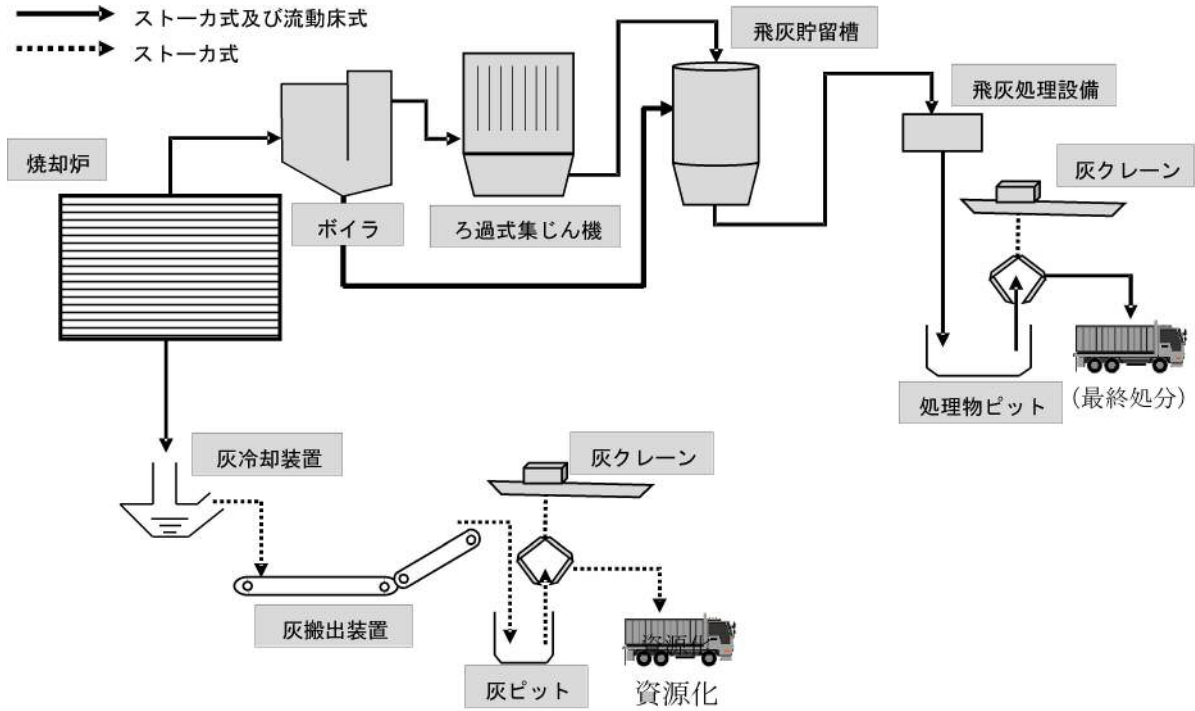 ストーカ式及び流動床式
ストーカ式
飛灰貯留槽
飛灰処理設備
焼却炉
灰クレーン
ボイラ
ろ過式集じん機
処理物ピット
(最終処分)
灰冷却装置
灰クレーン
灰搬出装置
資源化
灰ピット
資源化